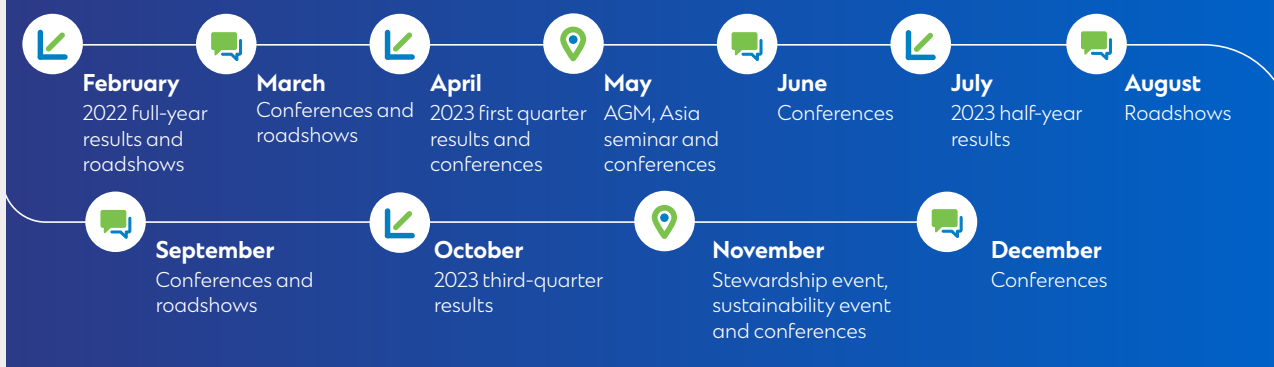 February
2022 full-year
results and
roadshows
March
Conferences and
roadshows
April
2023 first quarter
results and
conferences
May
AGM, Asia
seminar and
conferences
June
Conferences
July
2023 half-year
results
August
Roadshows
September
Conferences and
roadshows
October
2023 third-quarter
results
November
Stewardship event,
sustainability event
and conferences
December
Conferences